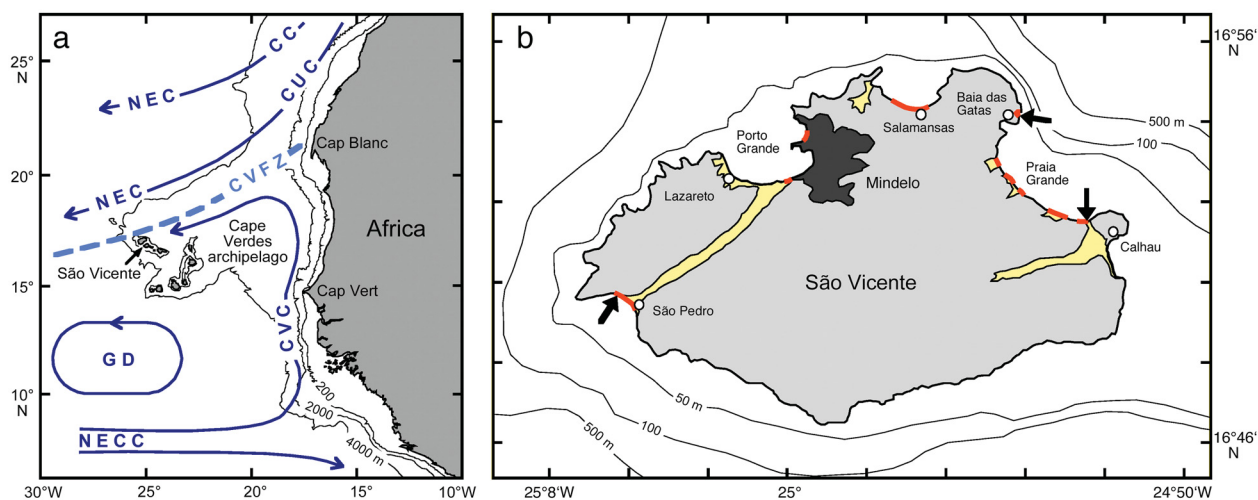 a
25°
N
20°
15°
10°
N
30°W
25°
20°
15°
10°W
CC
NEC
CUC
NEC
CVFZ
Cap Blanc
Cape
Verdes
archipelago
Africa
São Vicente
Cap Vert
CVC
GD
NECC
200
2000
4000 m
b
16°56'
N
500 m
100
Baia das
Gatas
Salamansas
Porto
Grande
Mindelo
Praia
Grande
Lazareto
Calhau
São Vicente
São Pedro
50 m
100
500 m
16°46'
N
25°8'W
25°
24°50'W